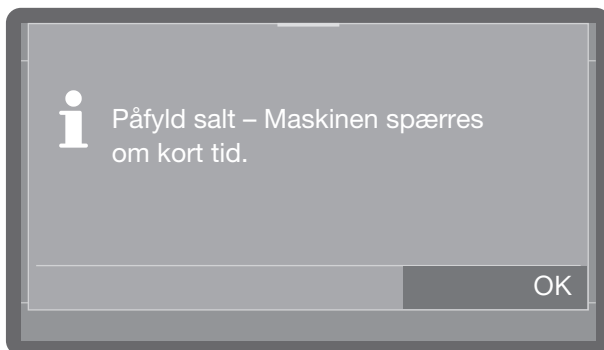 Påfyld salt – Maskinen spærres
om kort tid.
OK